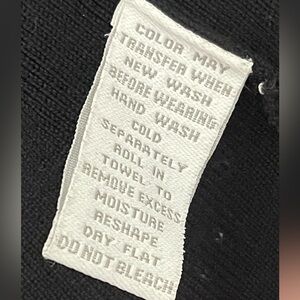 COLOR MAY
TRANSFER WHEN
NEW. WASH
BEFORE WEARING
HAND WASH
COLD
SEPARATELY
ROLL IN
TOWEL TO
REMOVE EXCESS
MOISTURE
RESHAPE
DRY FLAT
DO NOT BLEACH